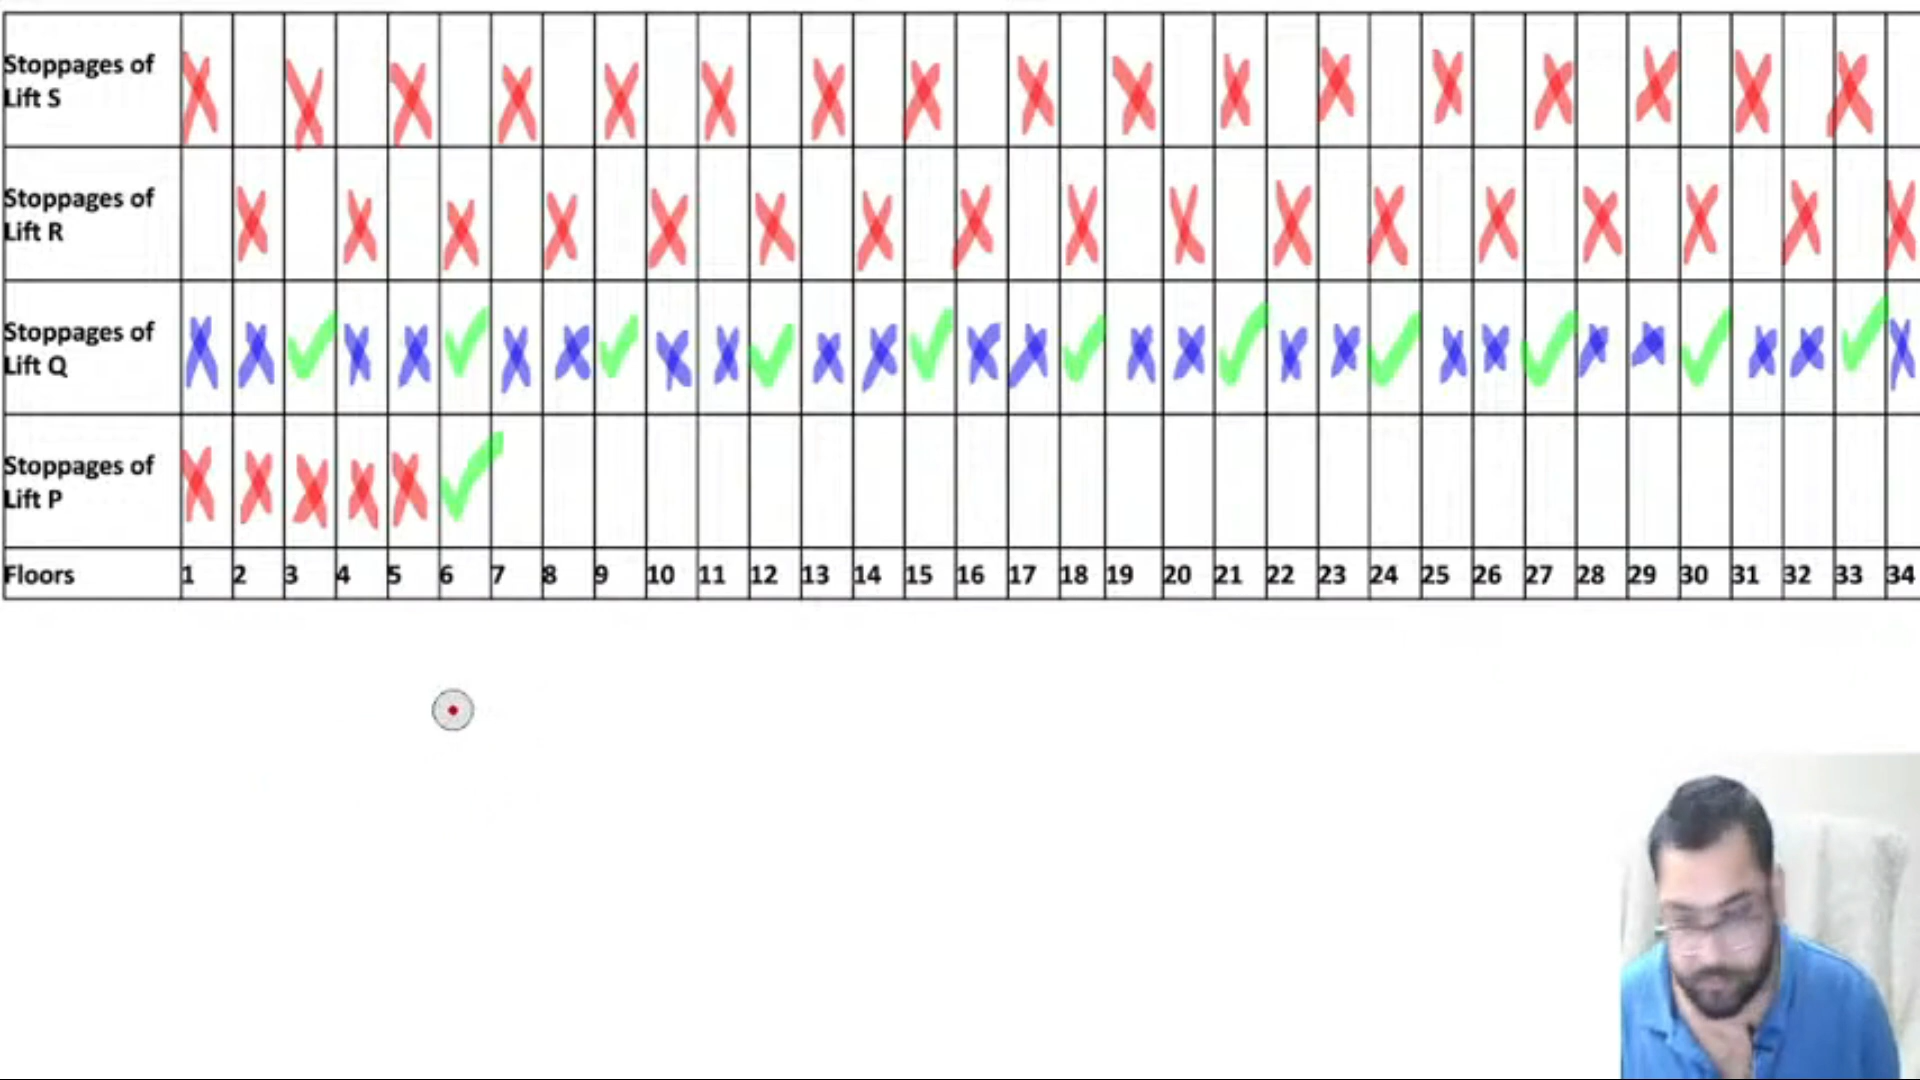 Stoppages of
Lift S
Stoppages of
Lift R
Stoppages of
Lift Q
Stoppages of
Lift P
Floors 1 2 3 4 5 6 7 8 9 10 11 12 13 14 15 16 17 18 19 20 21 22 23 24 25 26 27 28 29 30 31 32 33 34